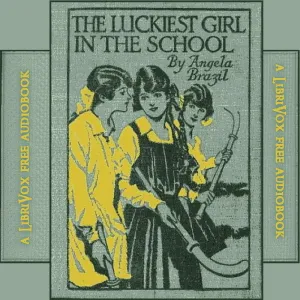 THE LUCKIEST GIRL
IN THE SCHOOL
By Angela
Brazil
a LibriVox free audiobook
a LibriVox free audiobook